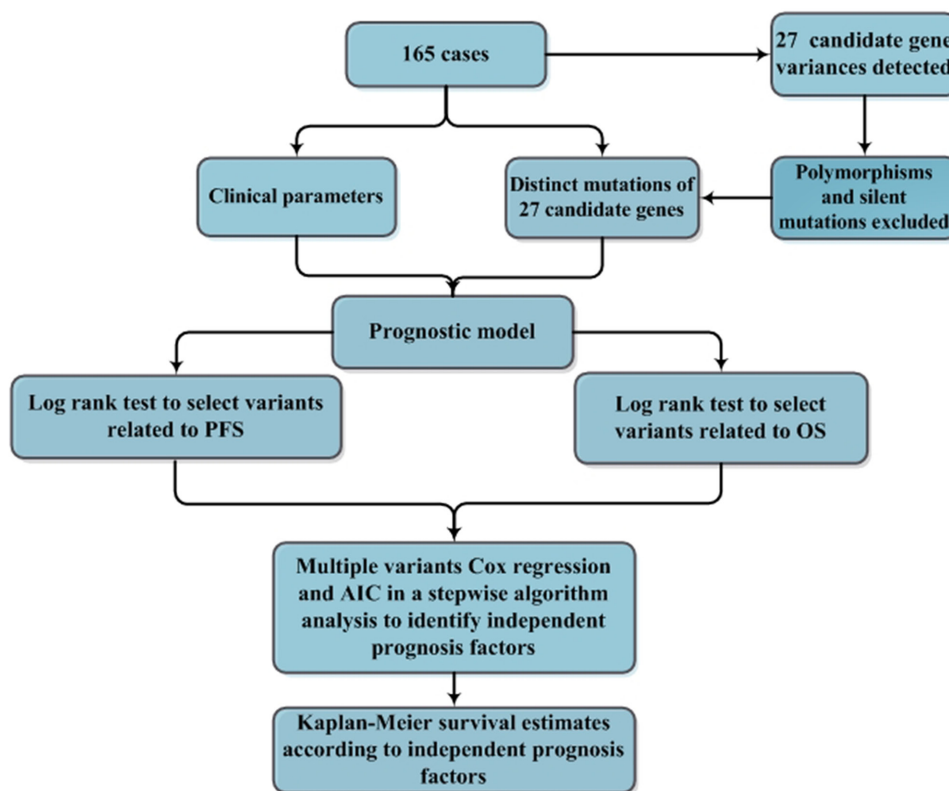 165 cases
27 candidate gene
variances detected
Clinical parameters
Distinct mutations of
27 candidate genes
Polymorphisms
and silent
mutations excluded
Prognostic model
Log rank test to select variants
related to PFS
Log rank test to select
variants related to OS
Multiple variants Cox regression
and AIC in a stepwise algorithm
analysis to identify independent
prognosis factors
Kaplan-Meier survival estimates
according to independent prognosis
factors